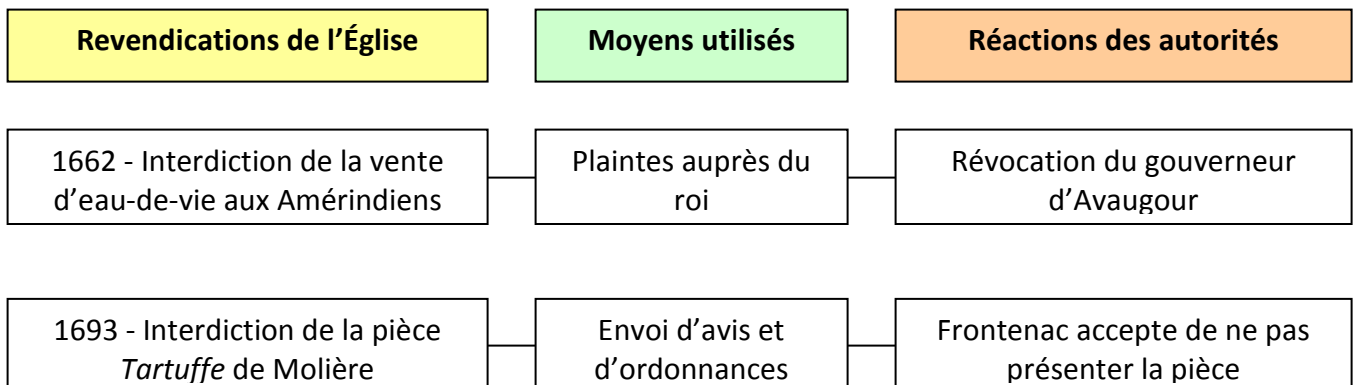 Revendications de l’Église
Moyens utilisés
Réactions des autorités
1662 - Interdiction de la vente
d’eau-de-vie aux Amérindiens
Plaintes auprès du
roi
Révocation du gouverneur
d’Avaugour
1693 - Interdiction de la pièce
Tartuffe de Molière
Envoi d’avis et
d’ordonnances
Frontenac accepte de ne pas
présenter la pièce